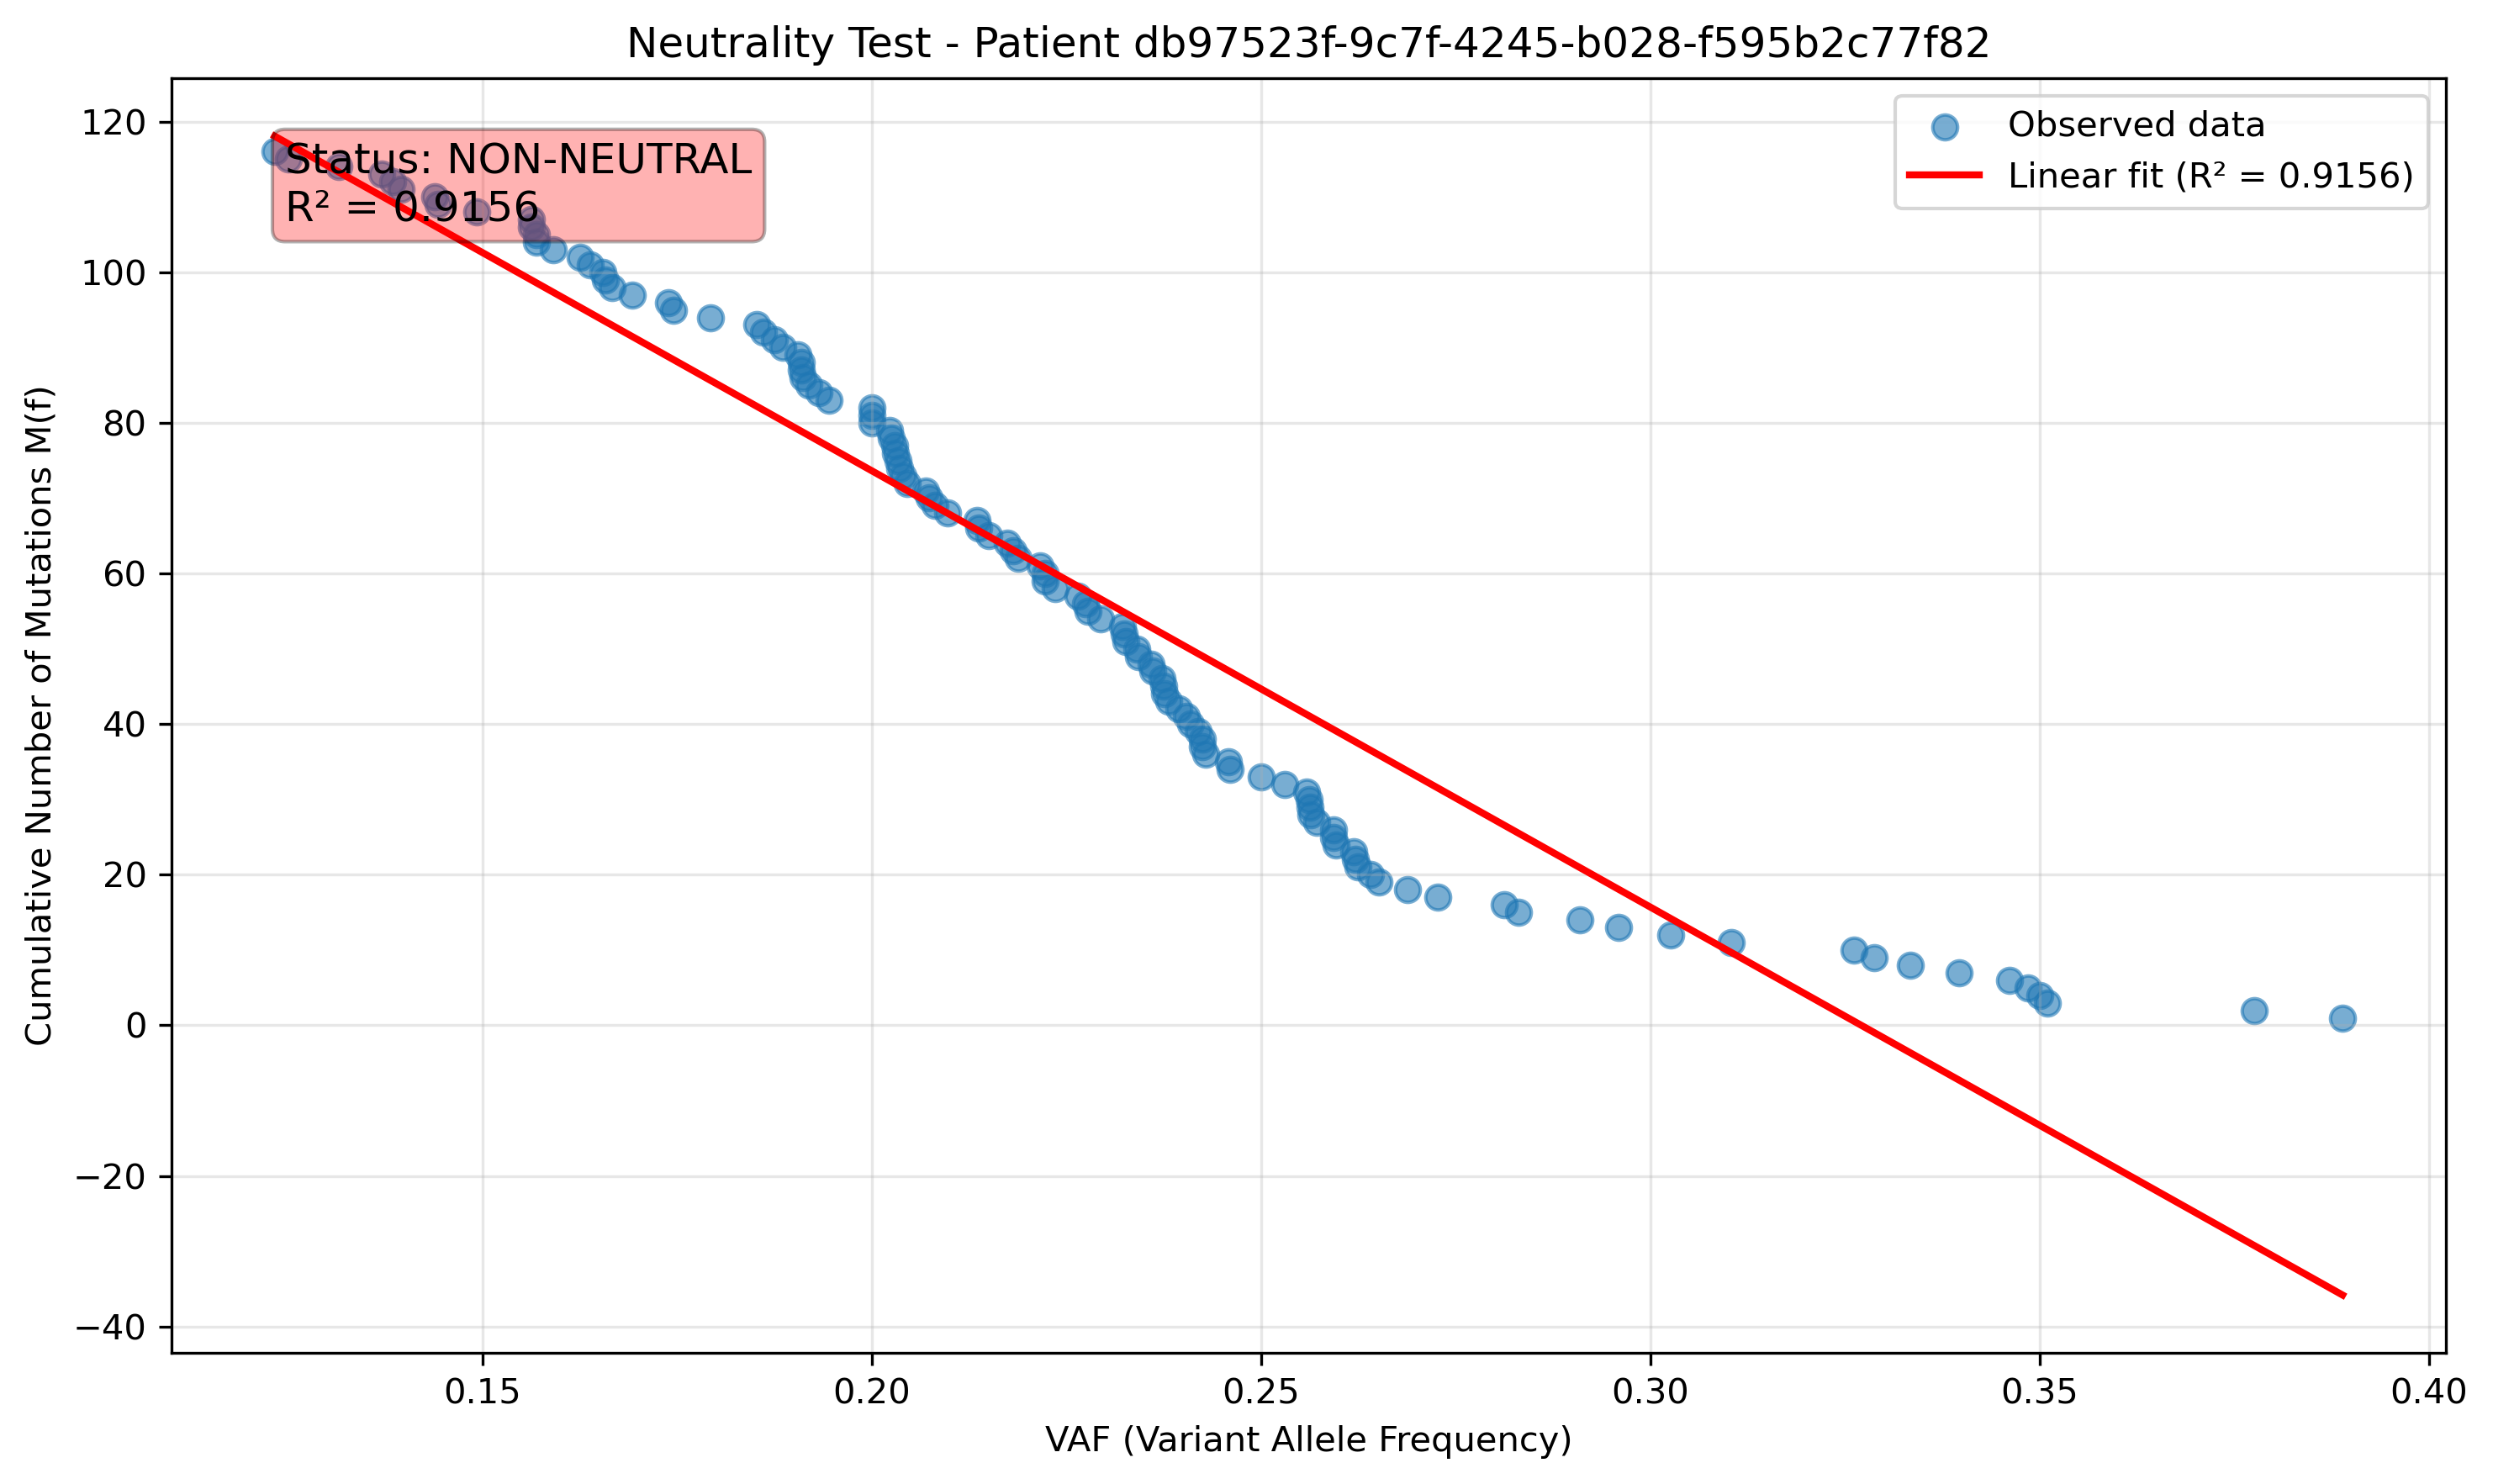 Neutrality Test - Patient db97523f-9c7f-4245-b028-f595b2c77f82
Status: NON-NEUTRAL
R² = 0.9156
Observed data
Linear fit (R² = 0.9156)
Cumulative Number of Mutations M(f)
120
100
80
60
40
20
0
−20
−40
0.15
0.20
0.25
0.30
0.35
0.40
VAF (Variant Allele Frequency)